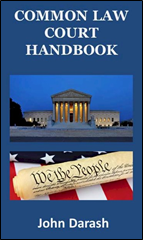 COMMON LAW
COURT
HANDBOOK
We the People
John Darash